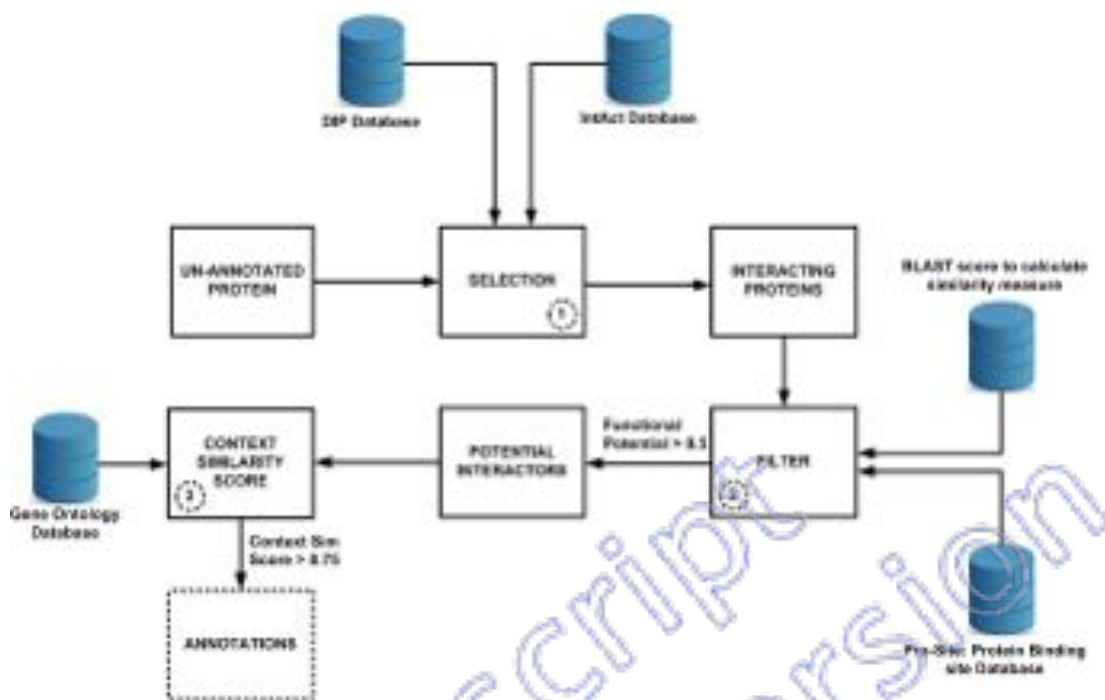 DIP Database
IntAct Database
UN-ANNOTATED
PROTEIN
SELECTION
1
INTERACTING
PROTEINS
BLAST score to calculate
similarity measure
Gene Ontology
Database
CONTEXT
SIMILARITY
SCORE
3
POTENTIAL
INTERACTORS
Functional
Potential > 0.5
FILTER
2
Context Sim
Score > 0.75
ANNOTATIONS
Pro-Site: Protein Binding
site Database
script
ersion